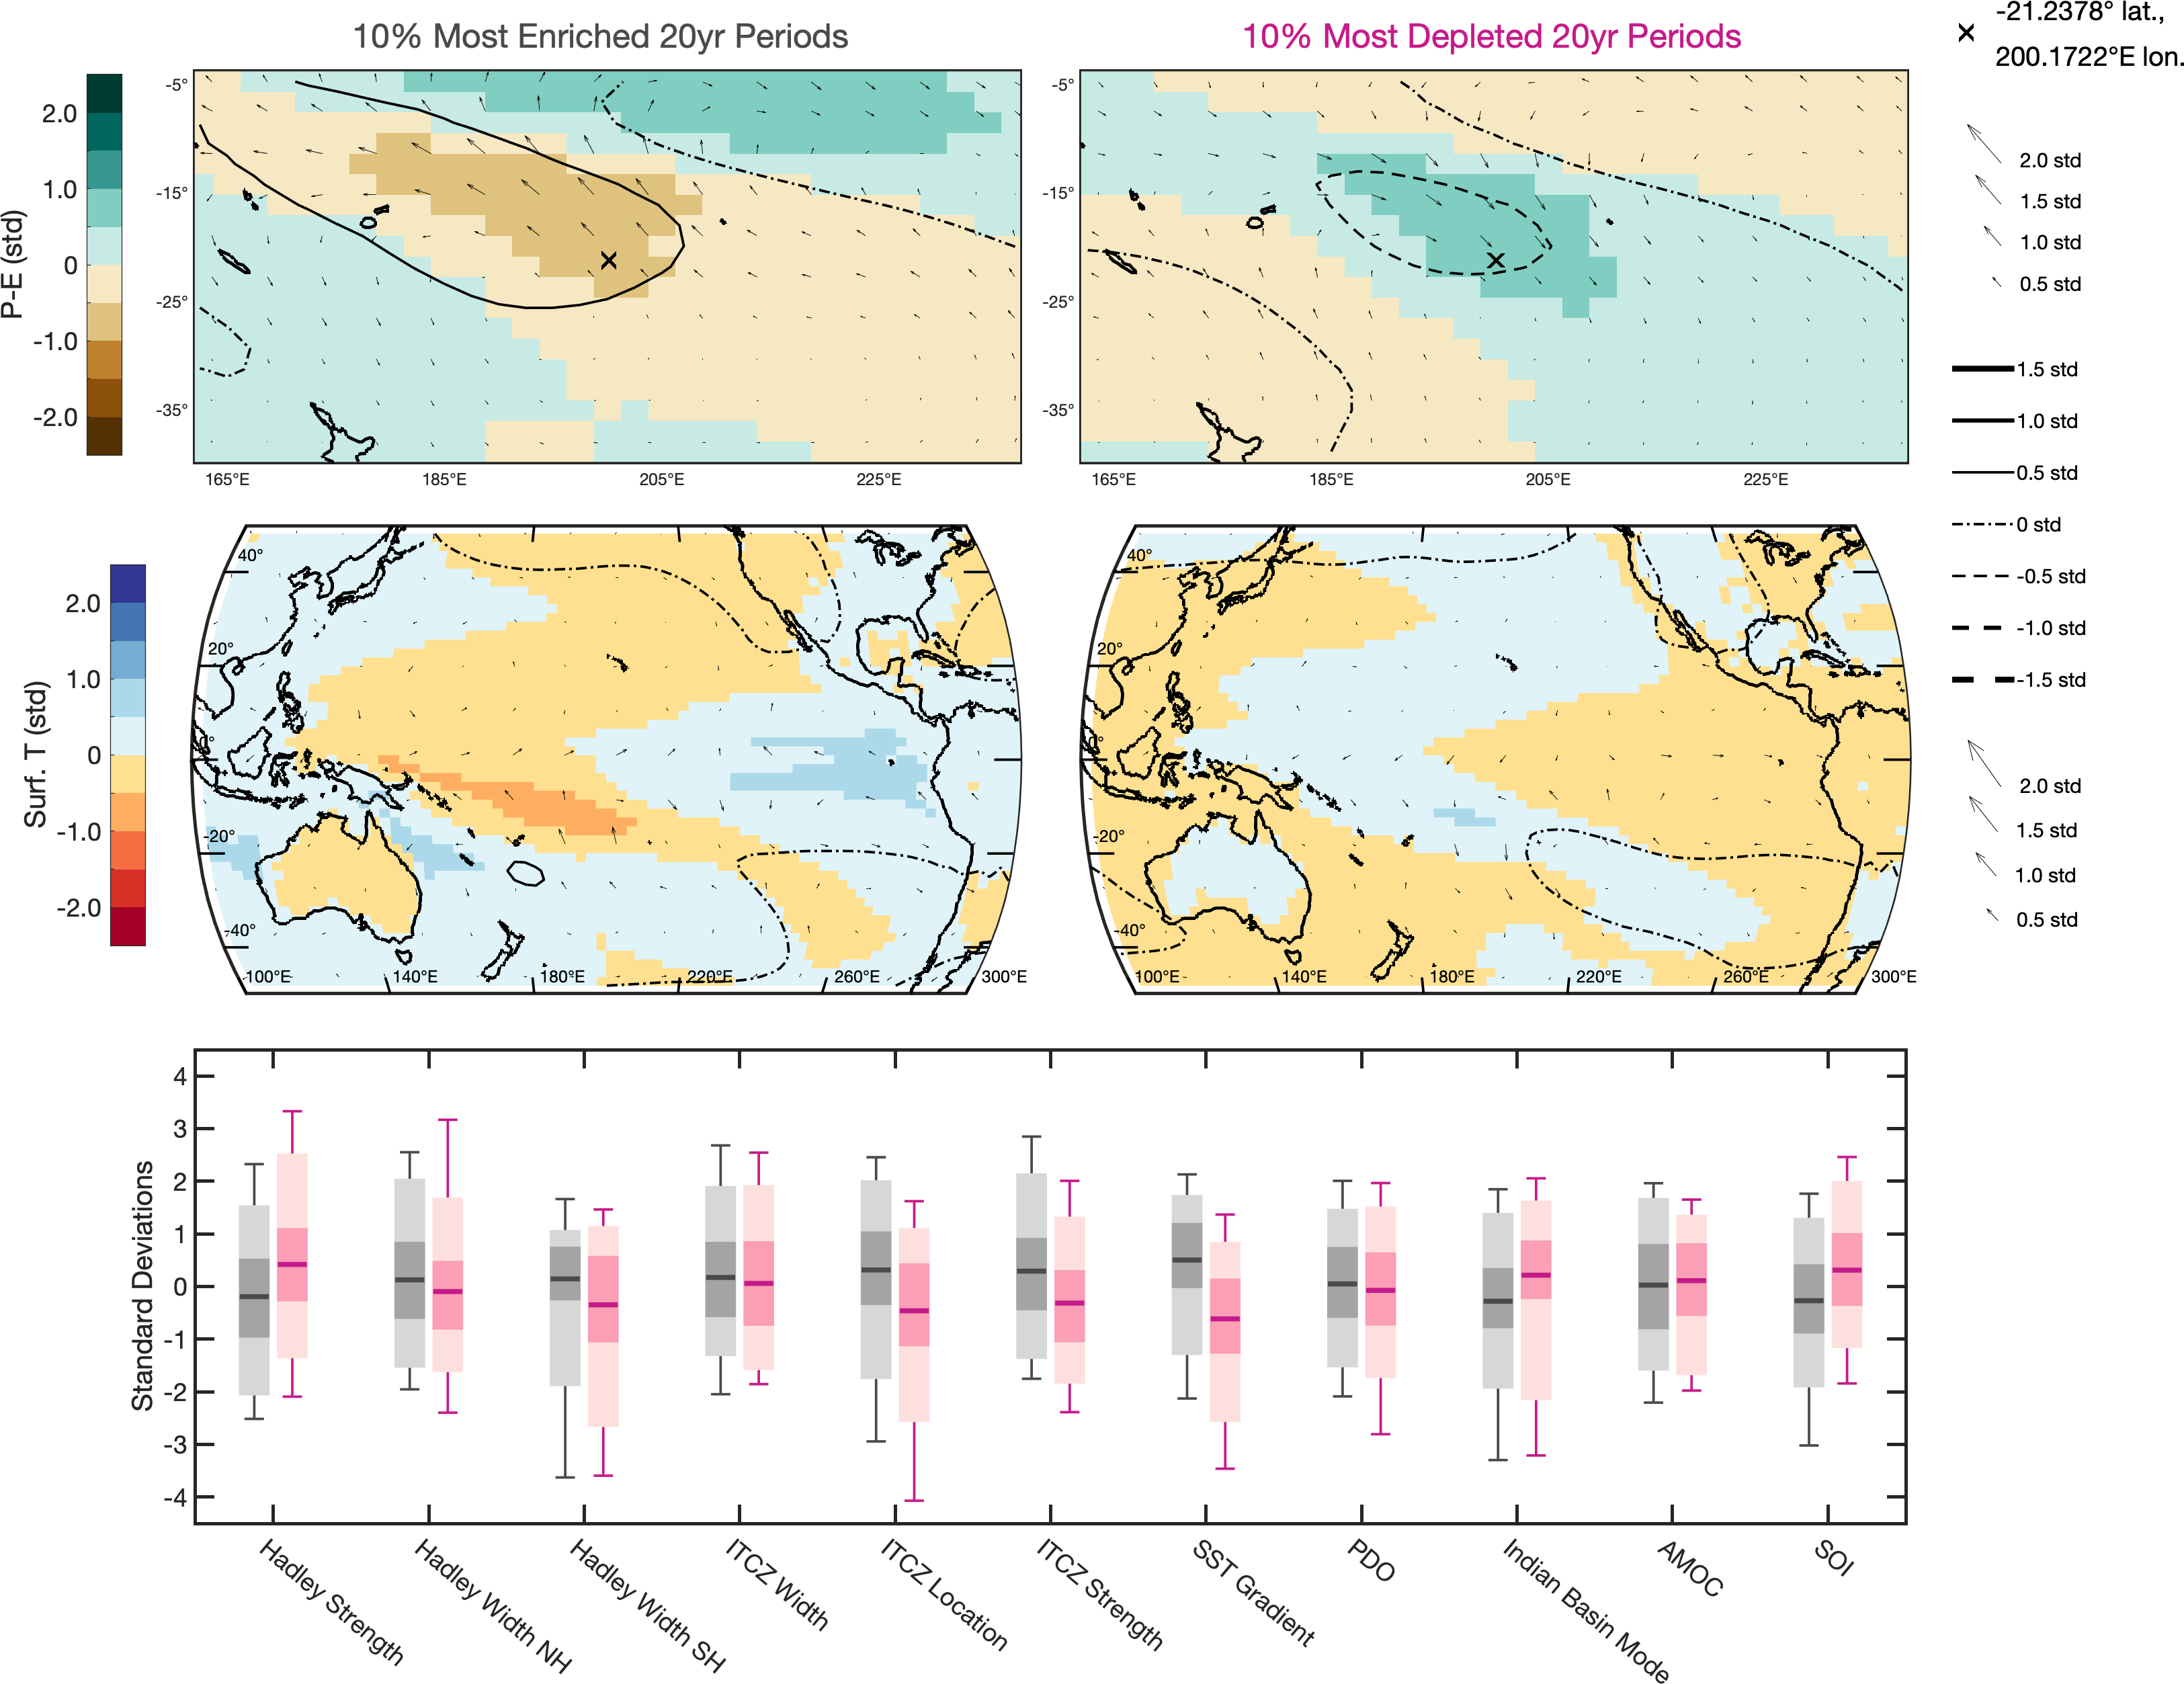 10% Most Enriched 20yr Periods
10% Most Depleted 20yr Periods
-21.2378° lat.,
200.1722°E lon.
P-E (std)
2.0
1.0
0
-1.0
-2.0
-5°
-15°
-25°
-35°
165°E 185°E 205°E 225°E
-5°
-15°
-25°
-35°
165°E 185°E 205°E 225°E
2.0 std
1.5 std
1.0 std
0.5 std
1.5 std
1.0 std
0.5 std
0 std
-0.5 std
-1.0 std
-1.5 std
Surf. T (std)
2.0
1.0
0
-1.0
-2.0
40°
20°
0°
-20°
-40°
100°E 140°E 180°E 220°E 260°E 300°E
40°
20°
0°
-20°
-40°
100°E 140°E 180°E 220°E 260°E 300°E
2.0 std
1.5 std
1.0 std
0.5 std
Standard Deviations
4
3
2
1
0
-1
-2
-3
-4
Hadley Strength
Hadley Width NH
Hadley Width SH
ITCZ Width
ITCZ Location
ITCZ Strength
SST Gradient
PDO
Indian Basin Mode
AMOC
SOI